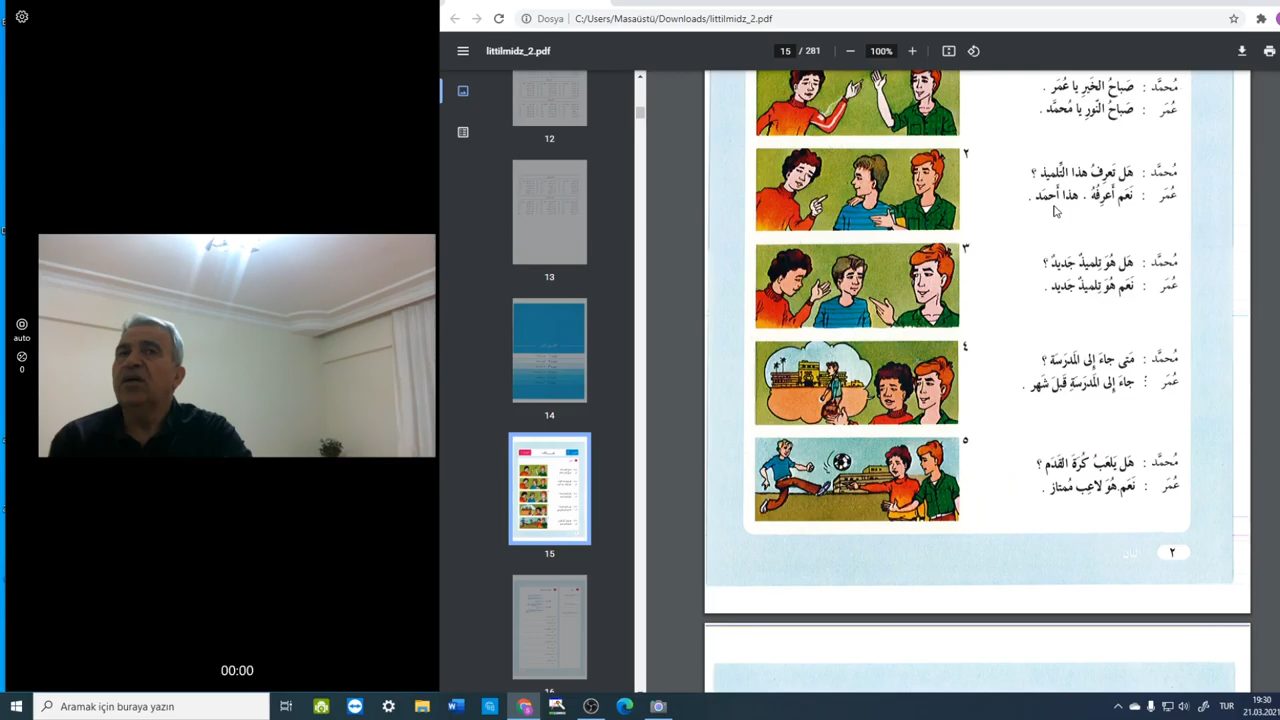 Dosya
C:/Users/Masaüstü/Downloads/littilmidz_2.pdf
littilmidz_2.pdf
15 / 281
100%
12
13
14
15
16
auto
0
00:00
مُحمَّد : صَباحُ الخَيرِ يا عُمَر .
عُمَر : صَباحُ النّورِ يا مُحمَّد .
٢
مُحمَّد : هَل تَعرِفُ هذا التِّلميذ ؟
عُمَر : نَعَم أَعرِفُهُ . هذا أَحمَد .
٣
مُحمَّد : هَل هُوَ تِلميذٌ جَديدٌ ؟
عُمَر : نَعَم هُوَ تِلميذٌ جَديد .
٤
مُحمَّد : مَتى جاءَ إلى المَدرَسَة ؟
عُمَر : جاءَ إلى المَدرَسَةِ قَبلَ شَهر .
٥
مُحمَّد : هَل يَلعَبُ كُرَةَ القَدَم ؟
عُمَر : نَعَم.هُوَ لاعِب مُمتاز .
٢
Aramak için buraya yazın
TUR
19:30
21.03.2021